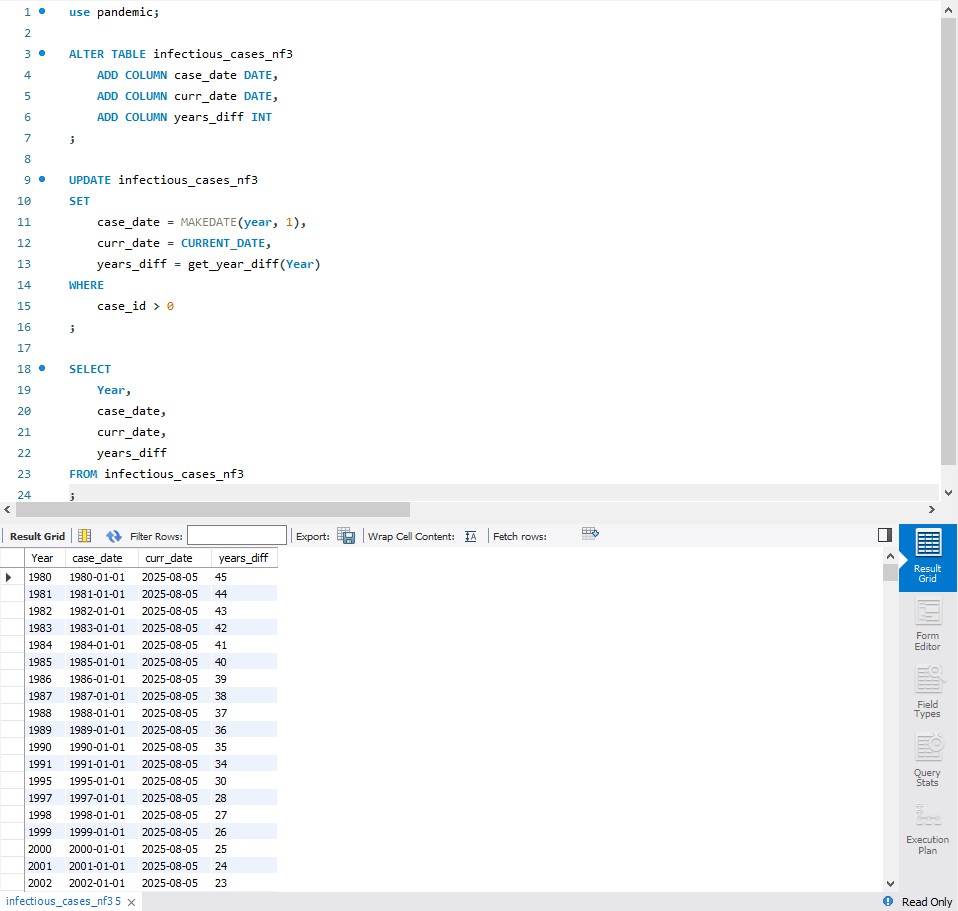 1 use pandemic;
2
3 ALTER TABLE infectious_cases_nf3
4 ADD COLUMN case_date DATE,
5 ADD COLUMN curr_date DATE,
6 ADD COLUMN years_diff INT
7 ;
8
9 UPDATE infectious_cases_nf3
10 SET
11 case_date = MAKEDATE(year, 1),
12 curr_date = CURRENT_DATE,
13 years_diff = get_year_diff(Year)
14 WHERE
15 case_id > 0
16 ;
17
18 SELECT
19 Year,
20 case_date,
21 curr_date,
22 years_diff
23 FROM infectious_cases_nf3
24 ;
Result Grid Filter Rows: Export: Wrap Cell Content: IA Fetch rows:
Year case_date curr_date years_diff
1980 1980-01-01 2025-08-05 45
1981 1981-01-01 2025-08-05 44
1982 1982-01-01 2025-08-05 43
1983 1983-01-01 2025-08-05 42
1984 1984-01-01 2025-08-05 41
1985 1985-01-01 2025-08-05 40
1986 1986-01-01 2025-08-05 39
1987 1987-01-01 2025-08-05 38
1988 1988-01-01 2025-08-05 37
1989 1989-01-01 2025-08-05 36
1990 1990-01-01 2025-08-05 35
1991 1991-01-01 2025-08-05 34
1995 1995-01-01 2025-08-05 30
1997 1997-01-01 2025-08-05 28
1998 1998-01-01 2025-08-05 27
1999 1999-01-01 2025-08-05 26
2000 2000-01-01 2025-08-05 25
2001 2001-01-01 2025-08-05 24
2002 2002-01-01 2025-08-05 23
Result
Grid
Form
Editor
Field
Types
Query
Stats
Execution
Plan
infectious_cases_nf3 5
Read Only